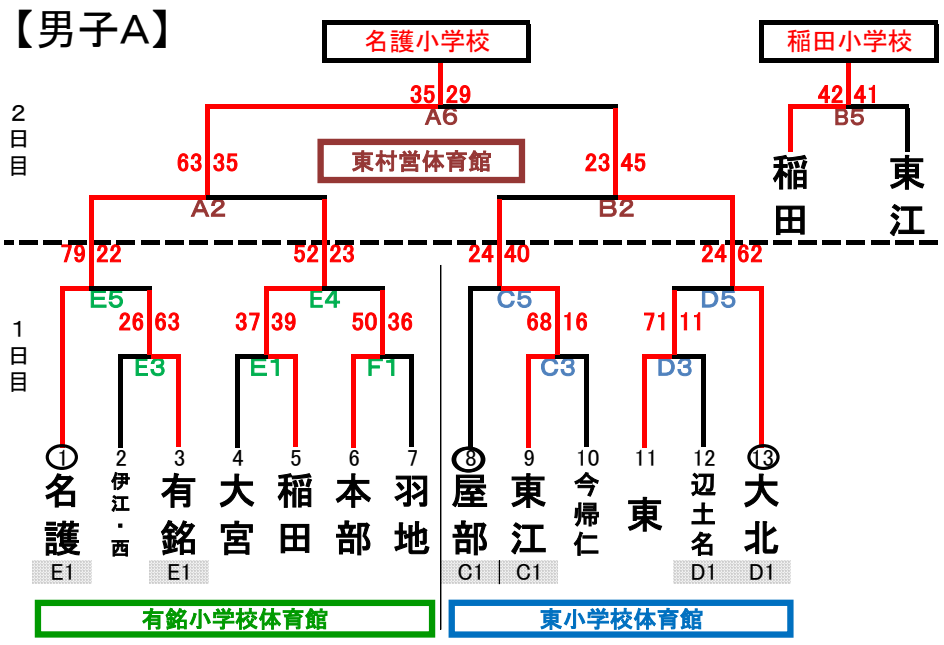 【男子A】
名護小学校
稲田小学校
35 29
A6
42 41
B5
2日目
63 35
東村営体育館
23 45
稲田
東江
A2
B2
79 22
52 23
24 40
24 62
E5
E4
C5
D5
1日目
26 63
37 39
50 36
68 16
71 11
E3
E1
F1
C3
D3
1 2 3 4 5 6 7 8 9 10 11 12 13
名護
伊江・西
有銘
大宮
稲田
本部
羽地
屋部
東江
今帰仁
東
辺土名
大北
E1
E1
C1
C1
D1
D1
有銘小学校体育館
東小学校体育館